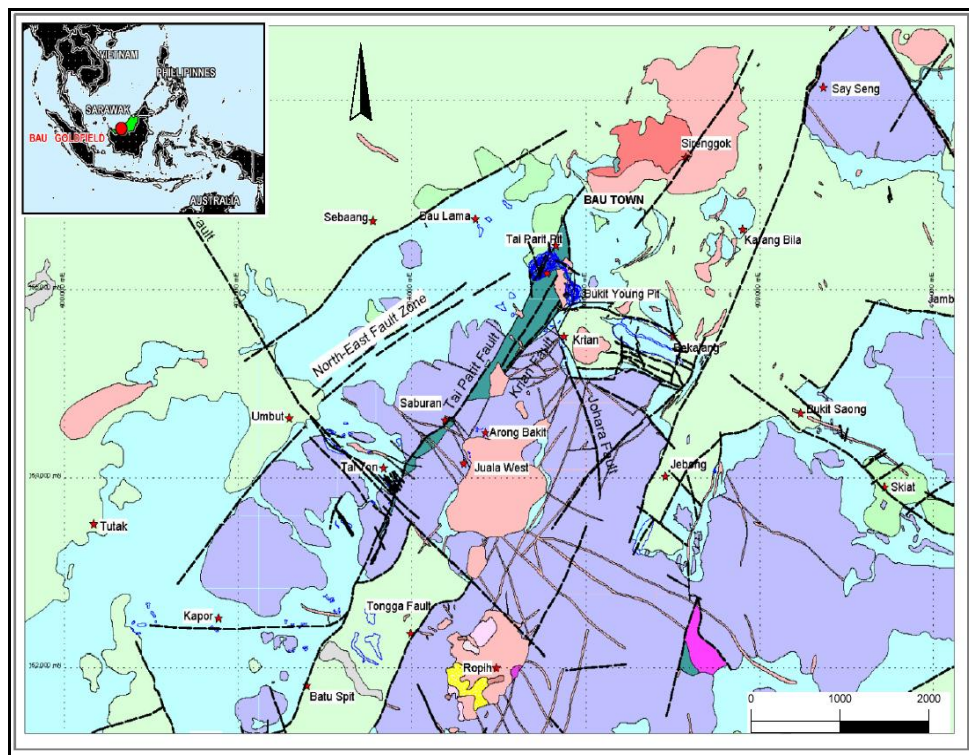 VIETNAM
PHILLIPINNES
SARAWAK
BAU GOLDFIELD
AUSTRALIA
Say Seng
Sirenggok
BAU TOWN
Sebaang
Bau Lama
Fault
Tai Parit Pit
Karang Bila
Bukit Young Pit
Jamb
North-East Fault Zone
Krian
Bekajang
Tai Parit Fault
Krian Fault
Saburan
Johara Fault
Umbut
Bukit Saong
Arong Bakit
Tai Ton
Juala West
Jebong
Skiat
Tutak
Kapor
Tongga Fault
Ropih
Batu Spit
0 1000 2000